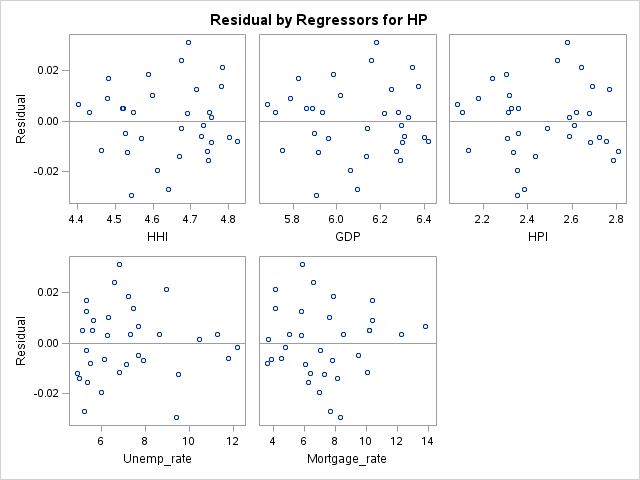 Residual by Regressors for HP
Residual
0.02
0.00
-0.02
4.4 4.5 4.6 4.7 4.8
HHI
5.8 6.0 6.2 6.4
GDP
2.2 2.4 2.6 2.8
HPI
Residual
0.02
0.00
-0.02
6 8 10 12
Unemp_rate
4 6 8 10 12 14
Mortgage_rate